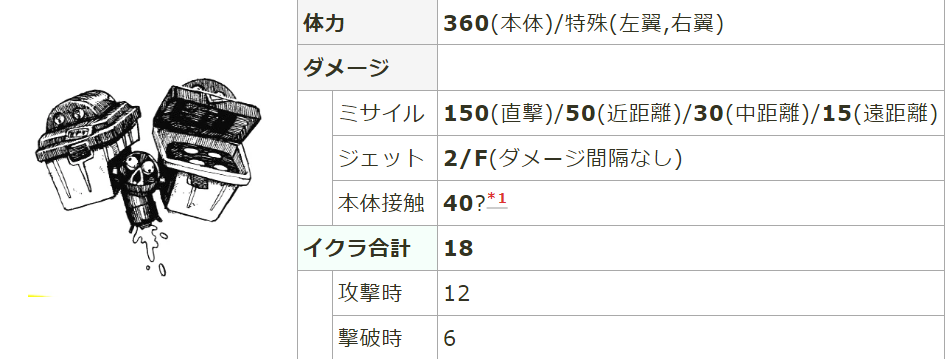 体力 360(本体)/特殊(左翼,右翼)
ダメージ
ミサイル 150(直撃)/50(近距離)/30(中距離)/15(遠距離)
ジェット 2/F(ダメージ間隔なし)
本体接触 40?*1
イクラ合計 18
攻撃時 12
撃破時 6